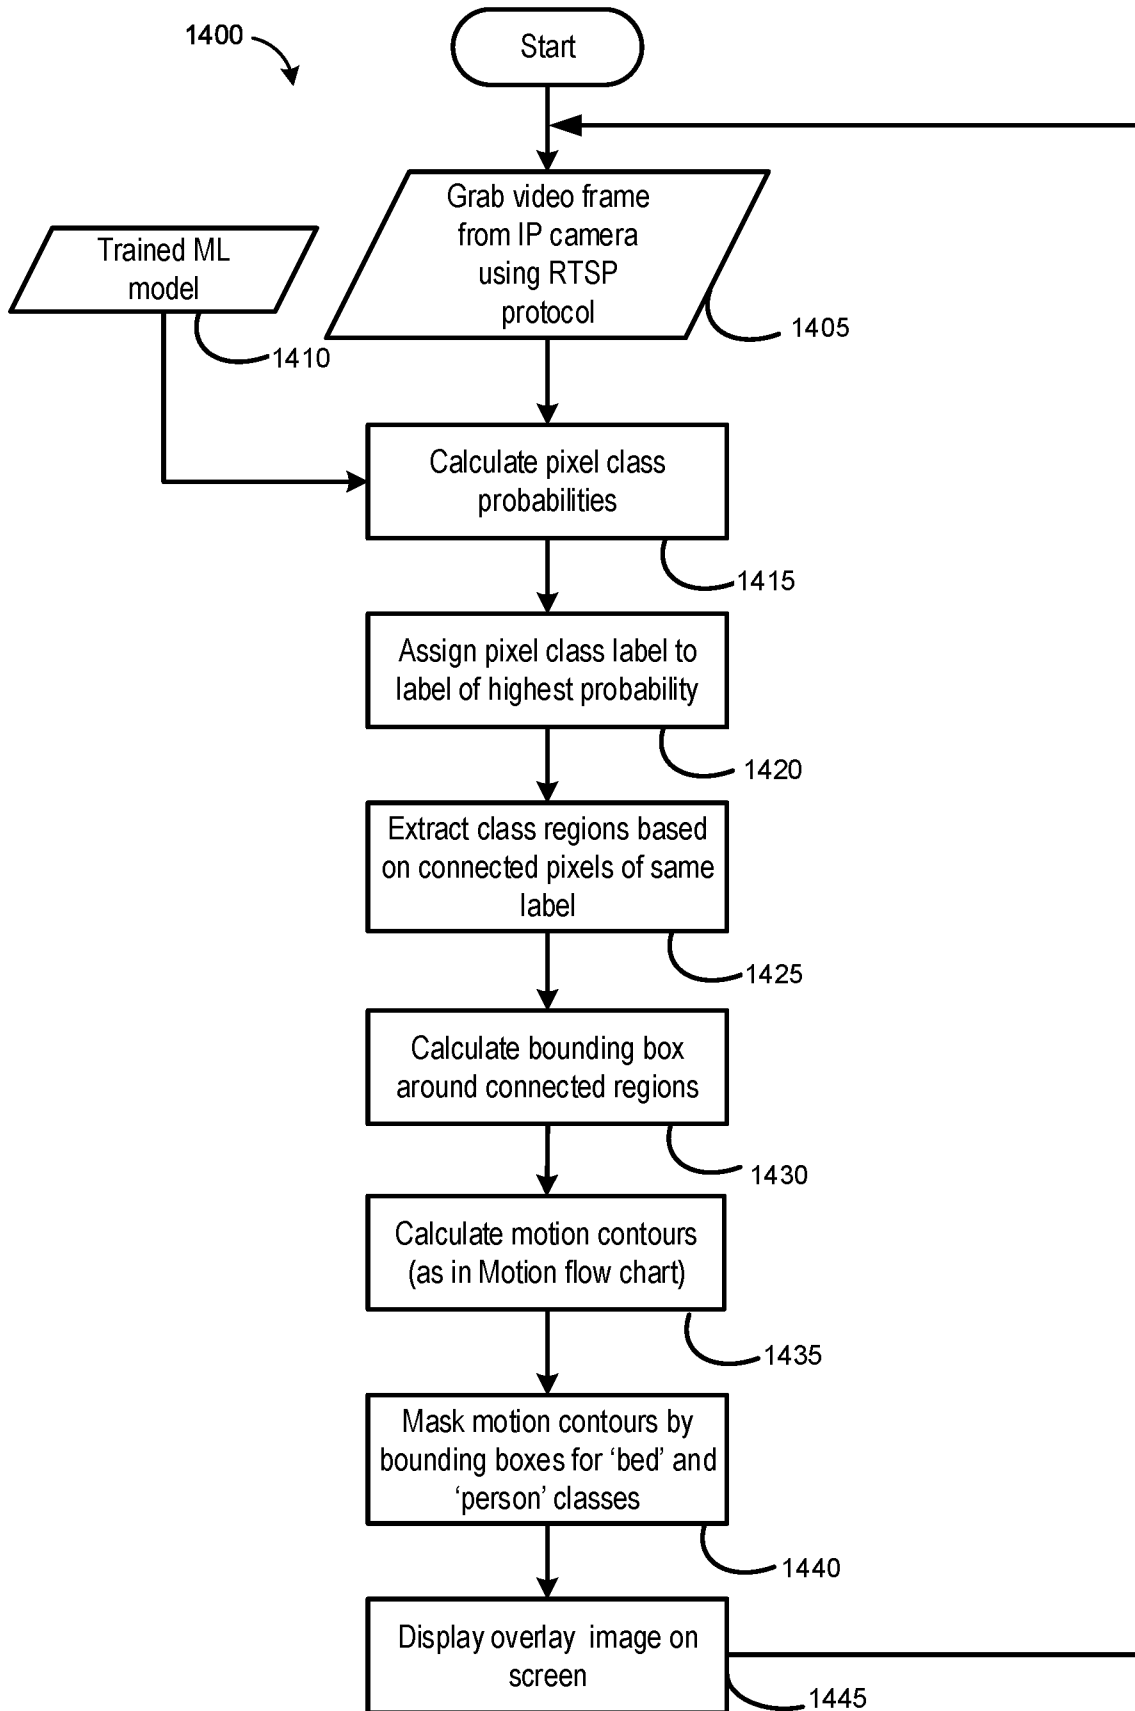 1400
Start
Grab video frame
from IP camera
using RTSP
protocol
1405
Trained ML
model
1410
Calculate pixel class
probabilities
1415
Assign pixel class label to
label of highest probability
1420
Extract class regions based
on connected pixels of same
label
1425
Calculate bounding box
around connected regions
1430
Calculate motion contours
(as in Motion flow chart)
1435
Mask motion contours by
bounding boxes for ‘bed’ and
‘person’ classes
1440
Display overlay image on
screen
1445